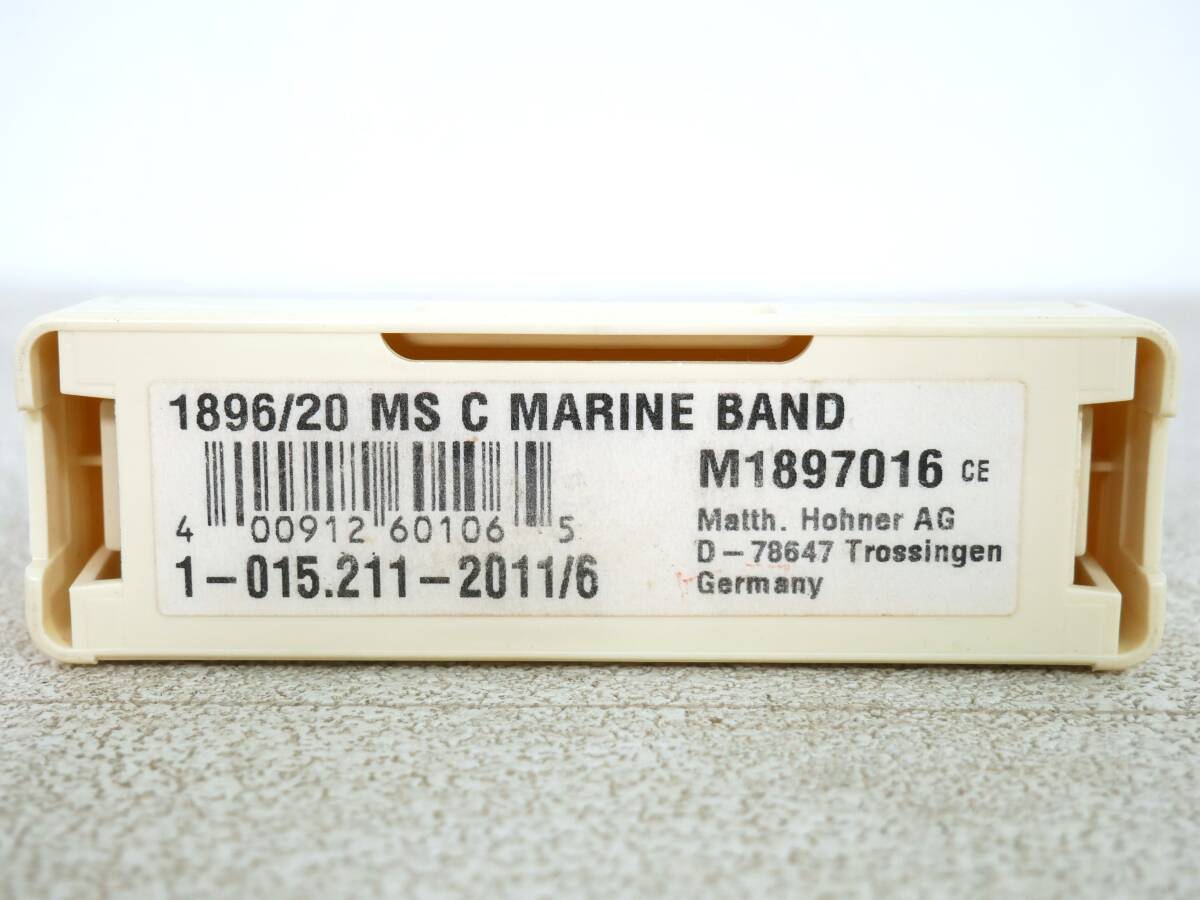 1896/20 MS C MARINE BAND
M1897016 CE
4 00912 60106 5
Matth. Hohner AG
D-78647 Trossingen
1-015.211-2011/6
Germany